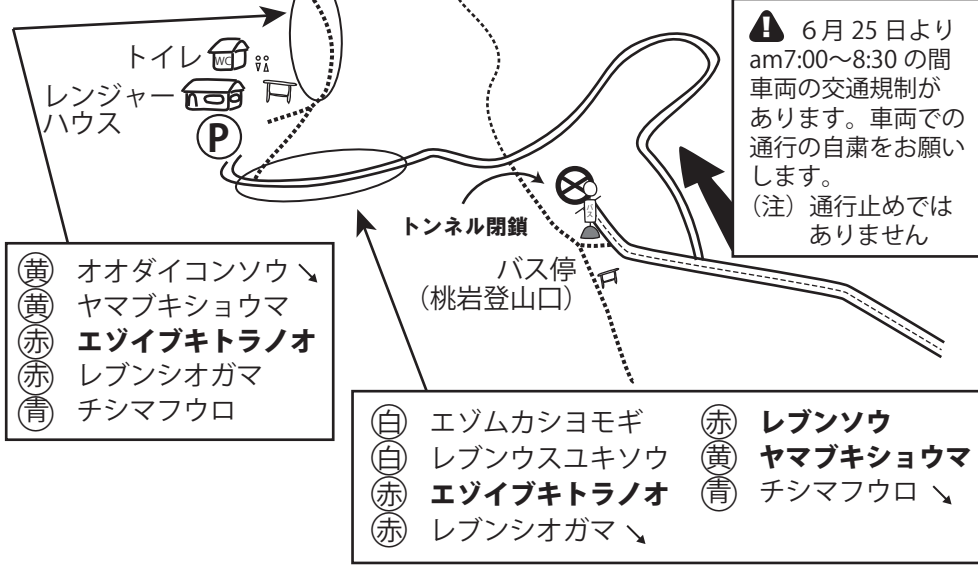 トイレ
WC
レンジャー
ハウス
P
⚠ 6月25日より
am7:00~8:30の間
車両の交通規制が
あります。車両での
通行の自粛をお願い
します。
(注)通行止めでは
ありません
トンネル閉鎖
バス
バス停
(桃岩登山口)
黄 オオダイコンソウ↘
黄 ヤマブキショウマ
赤 エゾイブキトラノオ
赤 レブンシオガマ
青 チシマフウロ
白 エゾムカシヨモギ
白 レブンウスユキソウ
赤 エゾイブキトラノオ
赤 レブンシオガマ↘
赤 レブンソウ
黄 ヤマブキショウマ
青 チシマフウロ↘